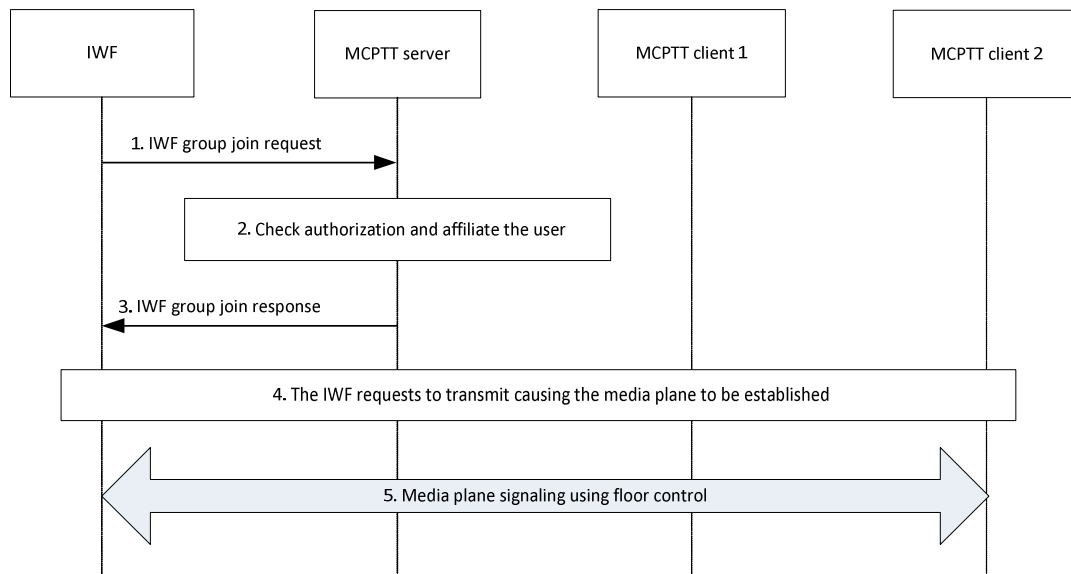 IWF
MCPTT server
MCPTT client 1
MCPTT client 2
1. IWF group join request
2. Check authorization and affiliate the user
3. IWF group join response
4. The IWF requests to transmit causing the media plane to be established
5. Media plane signaling using floor control